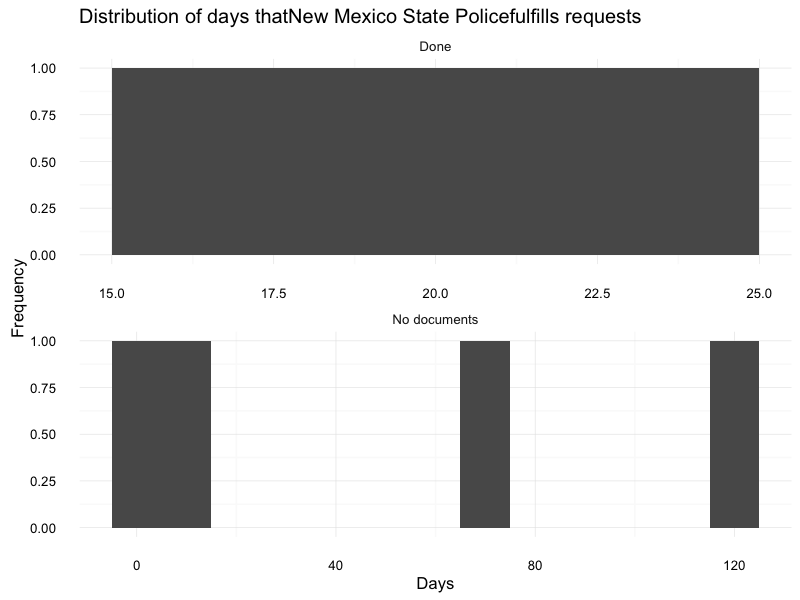 Distribution of days thatNew Mexico State Policefulfills requests
Done
1.00
0.75
0.50
0.25
0.00
15.0 17.5 20.0 22.5 25.0
Frequency
No documents
1.00
0.75
0.50
0.25
0.00
0 40 80 120
Days